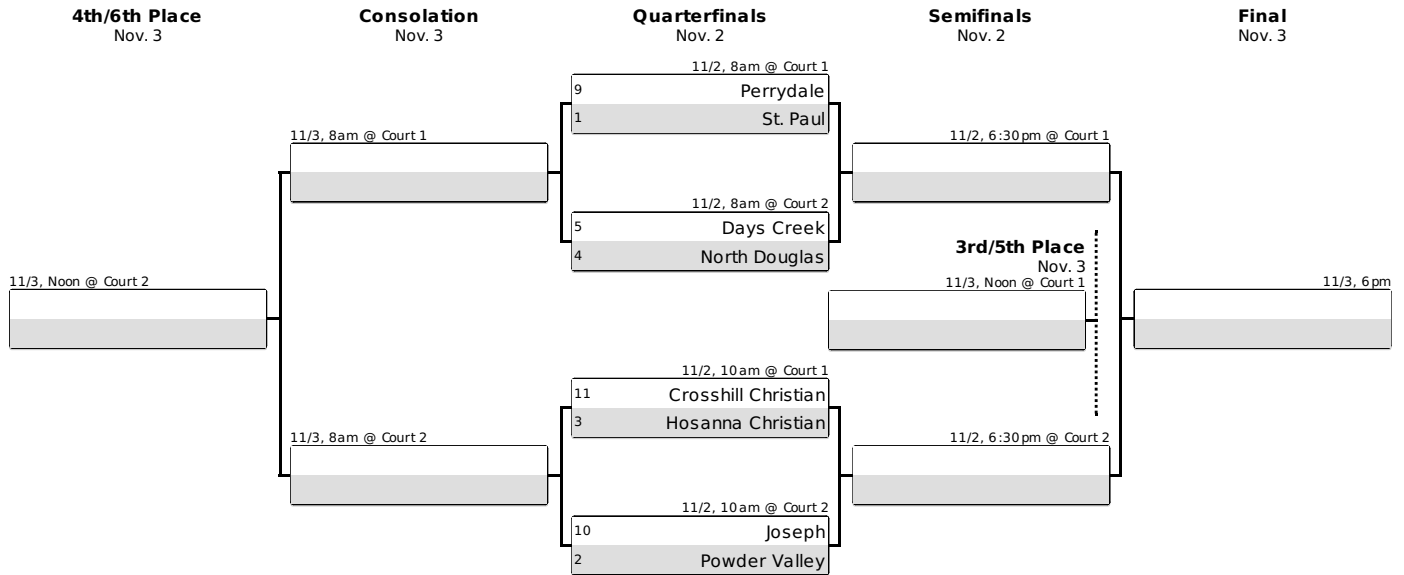 4th/6th Place
Nov. 3
Consolation
Nov. 3
Quarterfinals
Nov. 2
Semifinals
Nov. 2
Final
Nov. 3
11/2, 8am @ Court 1
9 Perrydale
1 St. Paul
11/3, 8am @ Court 1
11/2, 6:30pm @ Court 1
11/2, 8am @ Court 2
5 Days Creek
4 North Douglas
3rd/5th Place
Nov. 3
11/3, Noon @ Court 2
11/3, Noon @ Court 1
11/3, 6pm
11/2, 10am @ Court 1
11 Crosshill Christian
3 Hosanna Christian
11/3, 8am @ Court 2
11/2, 6:30pm @ Court 2
11/2, 10am @ Court 2
10 Joseph
2 Powder Valley